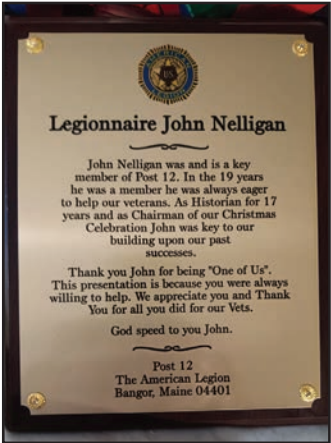 AMERICAN
US
LEGION
Legionnaire John Nelligan
John Nelligan was and is a key
member of Post 12. In the 19 years
he was a member he was always eager
to help our veterans. As Historian for 17
years and as Chairman of our Christmas
Celebration John was key to our
building upon our past
successes.
Thank you John for being "One of Us".
This presentation is because you were always
willing to help. We appreciate you and Thank
You for all you did for our Vets.
God speed to you John.
Post 12
The American Legion
Bangor, Maine 04401